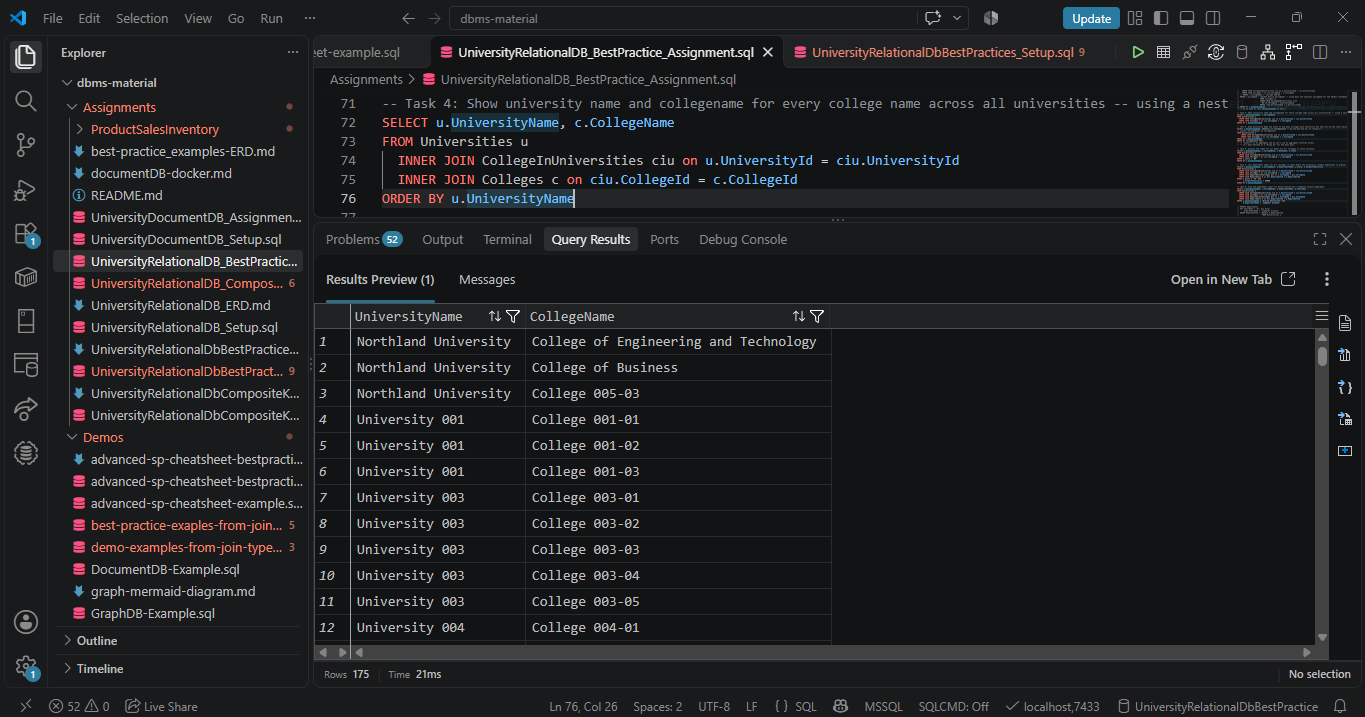 File Edit Selection View Go Run ··· dbms-material Update
Explorer ···
dbms-material
Assignments
ProductSalesInventory
best-practice_examples-ERD.md
documentDB-docker.md
README.md
UniversityDocumentDB_Assignmen...
UniversityDocumentDB_Setup.sql
UniversityRelationalDB_BestPractic...
UniversityRelationalDB_Compos... 6
UniversityRelationalDB_ERD.md
UniversityRelationalDB_Setup.sql
UniversityRelationalDbBestPractice...
UniversityRelationalDbBestPract... 9
UniversityRelationalDbCompositeK...
UniversityRelationalDbCompositeK...
Demos
advanced-sp-cheatsheet-bestpracti...
advanced-sp-cheatsheet-bestpracti...
advanced-sp-cheatsheet-example.s...
best-practice-exaples-from-join... 5
demo-examples-from-join-type... 3
DocumentDB-Example.sql
graph-mermaid-diagram.md
GraphDB-Example.sql
Outline
Timeline
1
1
eet-example.sql UniversityRelationalDB_BestPractice_Assignment.sql UniversityRelationalDbBestPractices_Setup.sql 9
Assignments > UniversityRelationalDB_BestPractice_Assignment.sql
71 -- Task 4: Show university name and collegename for every college name across all universities -- using a nest
72 SELECT u.UniversityName, c.CollegeName
73 FROM Universities u
74 INNER JOIN CollegeInUniversities ciu on u.UniversityId = ciu.UniversityId
75 INNER JOIN Colleges c on ciu.CollegeId = c.CollegeId
76 ORDER BY u.UniversityName
77
Problems 52 Output Terminal Query Results Ports Debug Console
Results Preview (1) Messages Open in New Tab
UniversityName CollegeName
1 Northland University College of Engineering and Technology
2 Northland University College of Business
3 Northland University College 005-03
4 University 001 College 001-01
5 University 001 College 001-02
6 University 001 College 001-03
7 University 003 College 003-01
8 University 003 College 003-02
9 University 003 College 003-03
10 University 003 College 003-04
11 University 003 College 003-05
12 University 004 College 004-01
Rows 175 Time 21ms No selection
52 0 Live Share Ln 76, Col 26 Spaces: 2 UTF-8 LF {} SQL MSSQL SQLCMD: Off localhost,7433 UniversityRelationalDbBestPractice